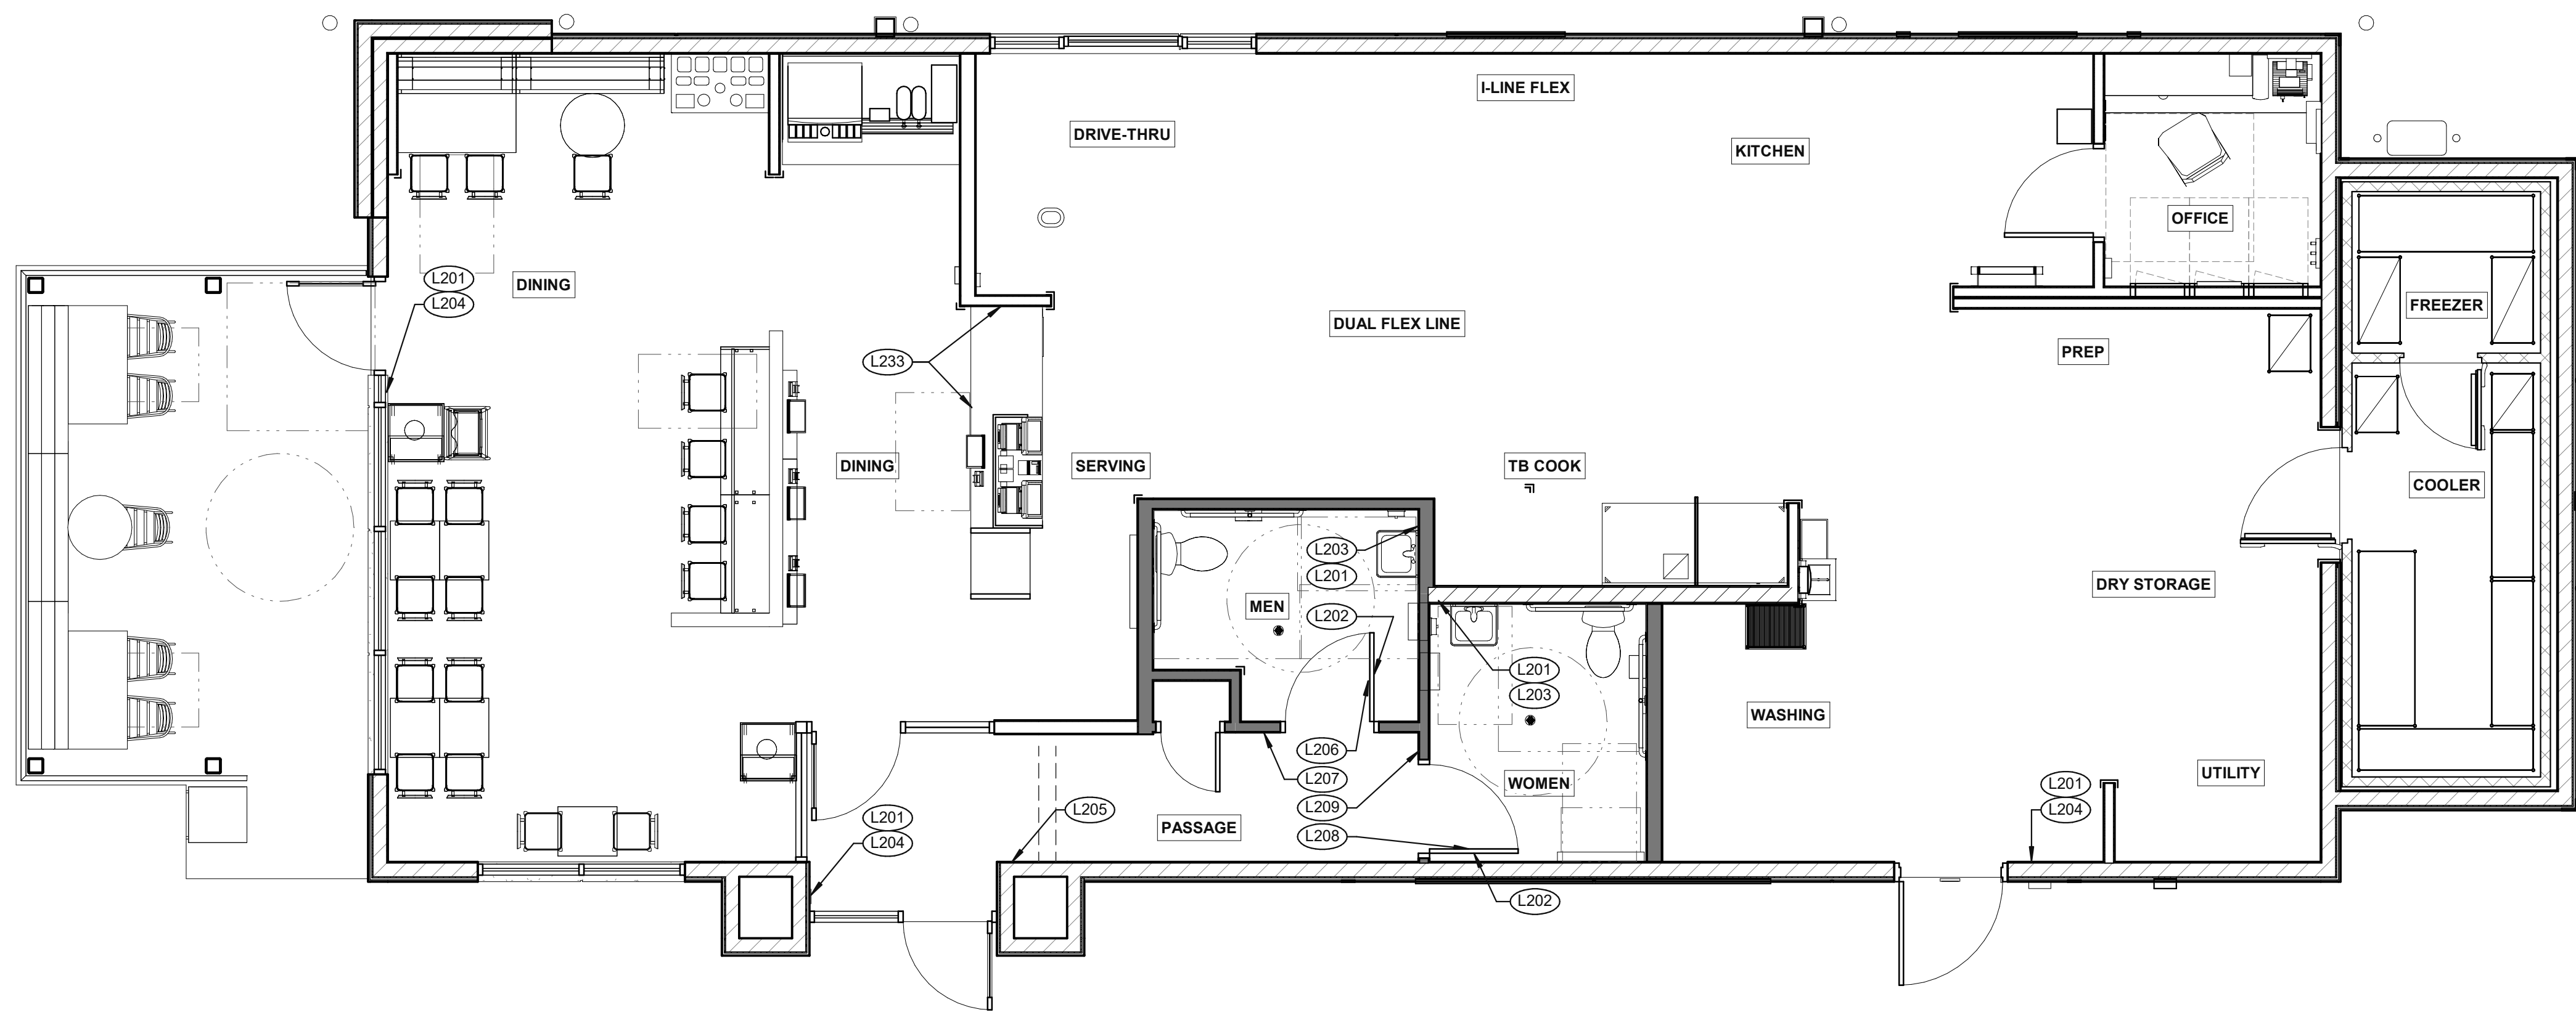 I-LINE FLEX
DRIVE-THRU
KITCHEN
OFFICE
L201
L204
DINING
FREEZER
DUAL FLEX LINE
PREP
L233
DINING
SERVING
TB COOK
COOLER
L203
L201
DRY STORAGE
MEN
L202
L201
L203
WASHING
L206
L207
UTILITY
WOMEN
L201
L204
L209
L205
L201
L204
PASSAGE
L208
L202